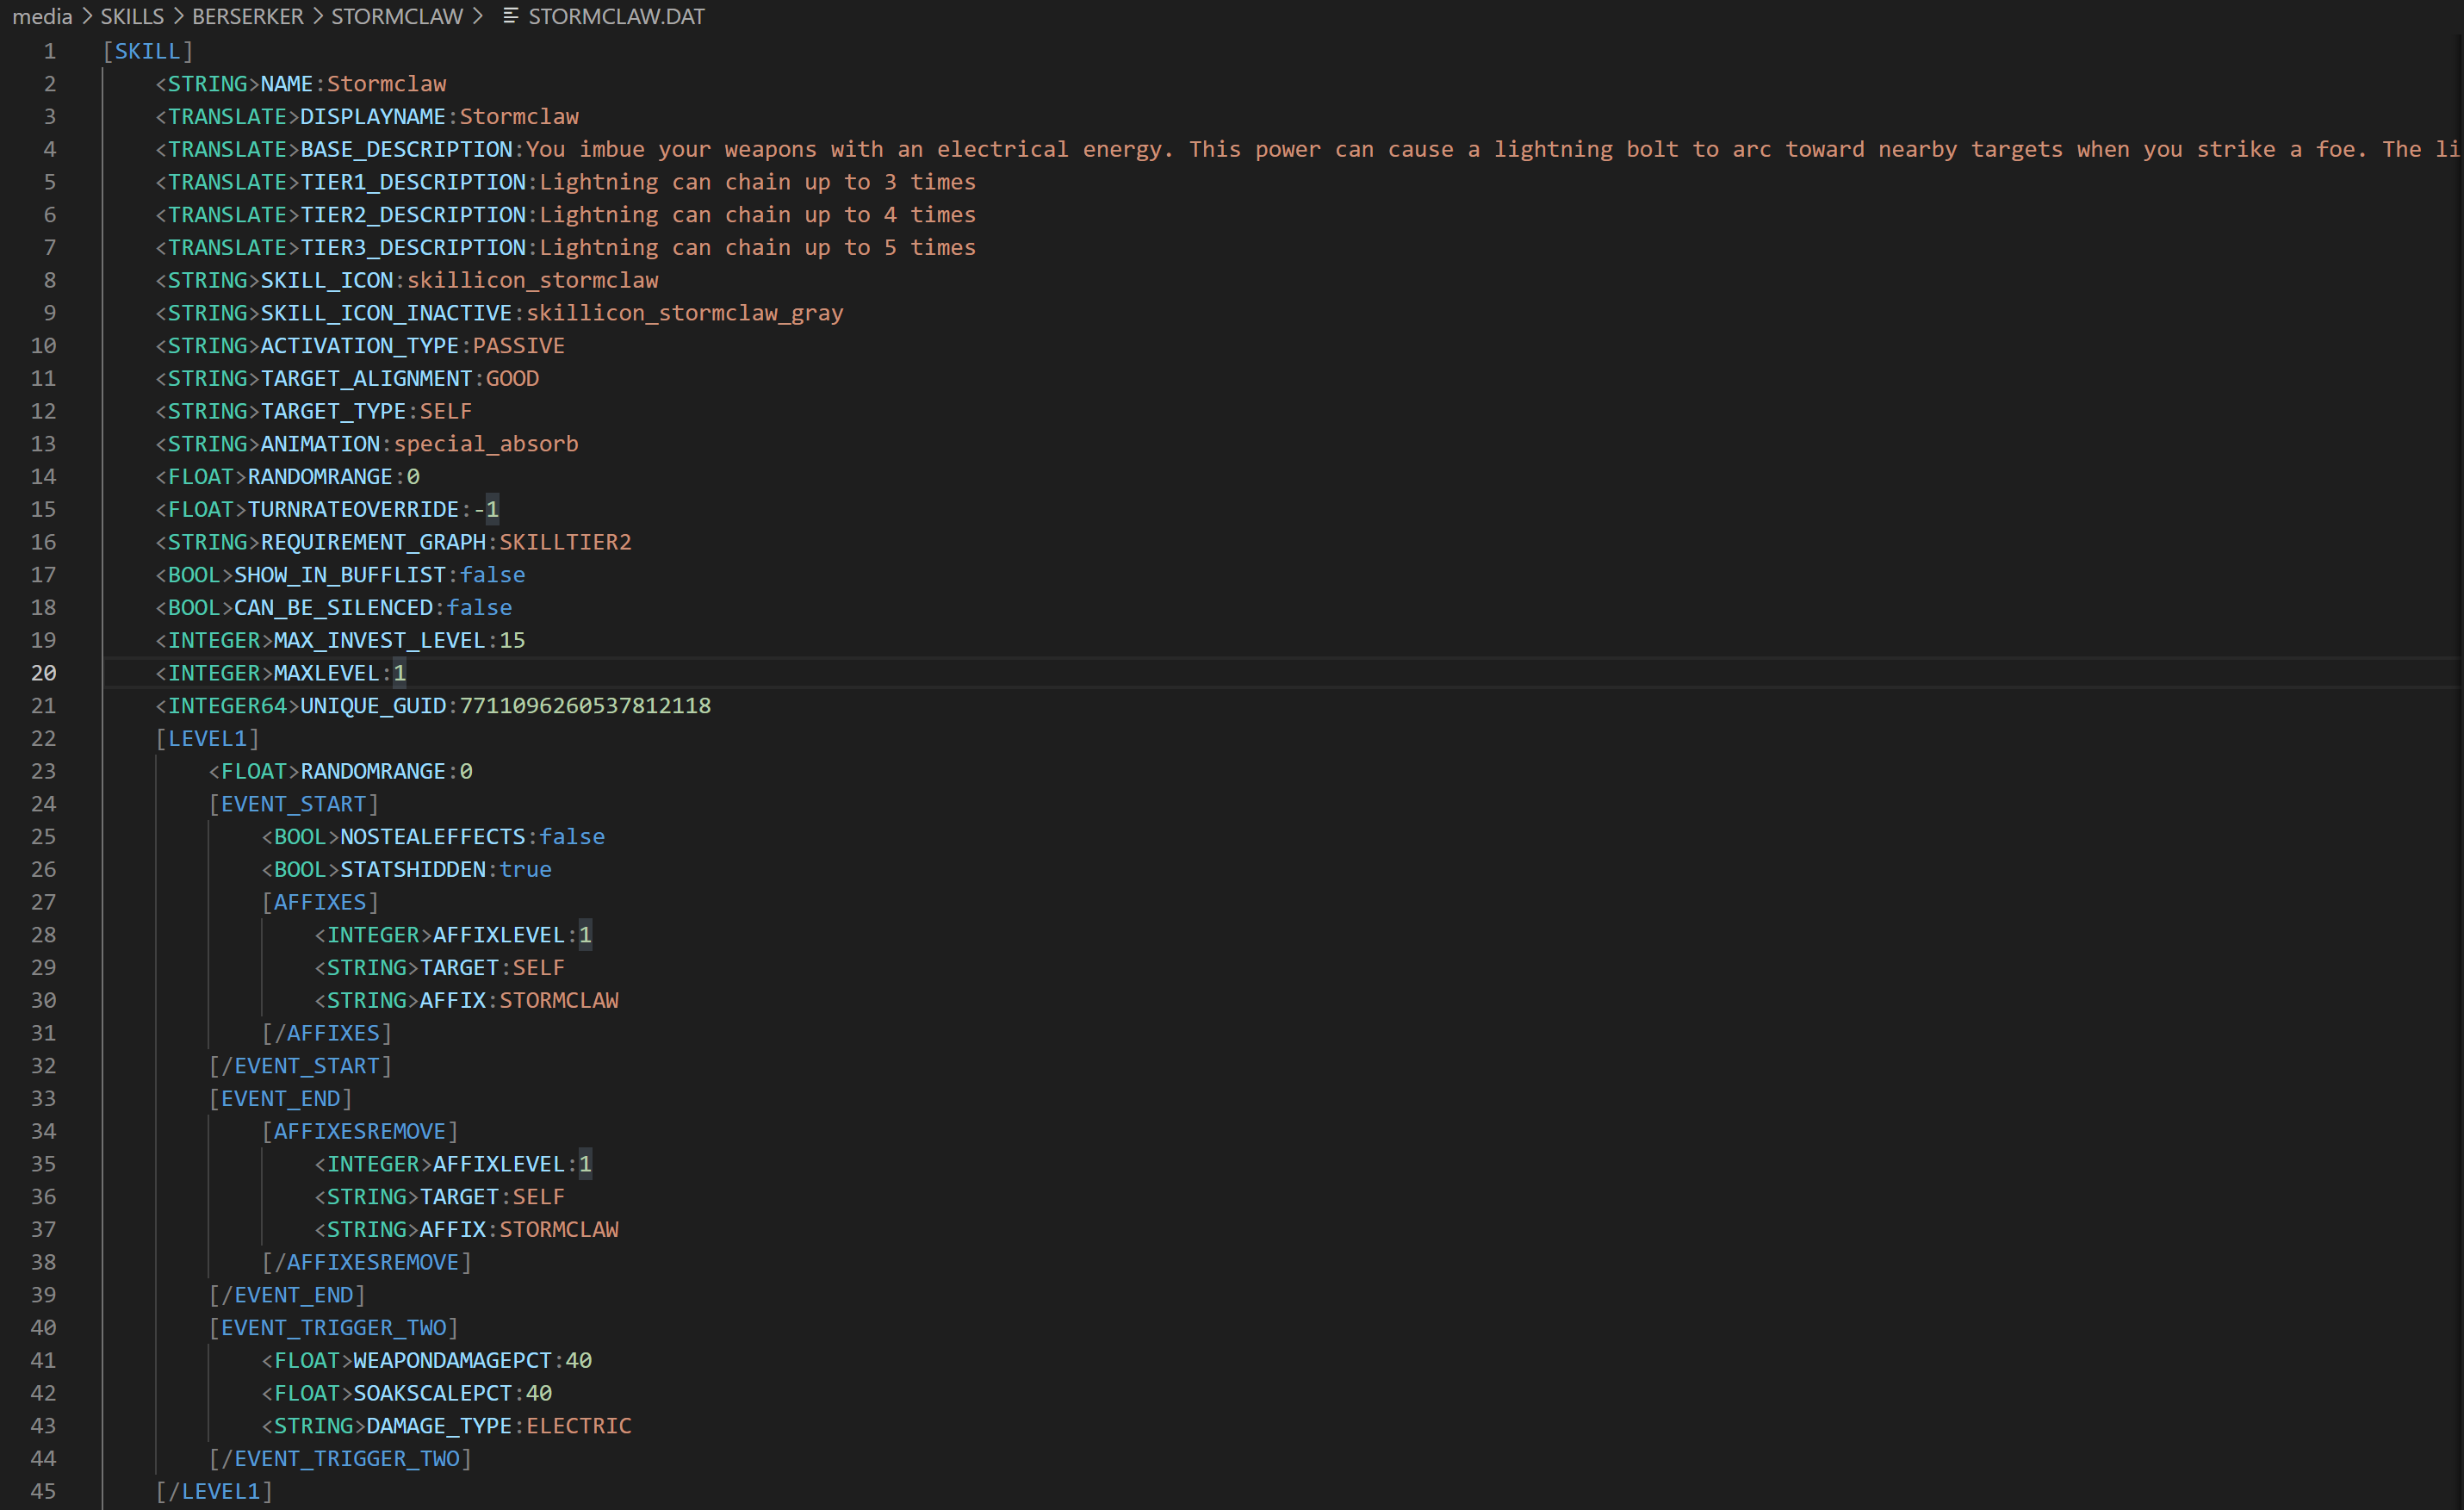 media > SKILLS > BERSERKER > STORMCLAW > STORMCLAW.DAT
1 [SKILL]
2 <STRING>NAME:Stormclaw
3 <TRANSLATE>DISPLAYNAME:Stormclaw
4 <TRANSLATE>BASE_DESCRIPTION:You imbue your weapons with an electrical energy. This power can cause a lightning bolt to arc toward nearby targets when you strike a foe. The li
5 <TRANSLATE>TIER1_DESCRIPTION:Lightning can chain up to 3 times
6 <TRANSLATE>TIER2_DESCRIPTION:Lightning can chain up to 4 times
7 <TRANSLATE>TIER3_DESCRIPTION:Lightning can chain up to 5 times
8 <STRING>SKILL_ICON:skillicon_stormclaw
9 <STRING>SKILL_ICON_INACTIVE:skillicon_stormclaw_gray
10 <STRING>ACTIVATION_TYPE:PASSIVE
11 <STRING>TARGET_ALIGNMENT:GOOD
12 <STRING>TARGET_TYPE:SELF
13 <STRING>ANIMATION:special_absorb
14 <FLOAT>RANDOMRANGE:0
15 <FLOAT>TURNRATEOVERRIDE:-1
16 <STRING>REQUIREMENT_GRAPH:SKILLTIER2
17 <BOOL>SHOW_IN_BUFFLIST:false
18 <BOOL>CAN_BE_SILENCED:false
19 <INTEGER>MAX_INVEST_LEVEL:15
20 <INTEGER>MAXLEVEL:1
21 <INTEGER64>UNIQUE_GUID:7711096260537812118
22 [LEVEL1]
23 <FLOAT>RANDOMRANGE:0
24 [EVENT_START]
25 <BOOL>NOSTEALEFFECTS:false
26 <BOOL>STATSHIDDEN:true
27 [AFFIXES]
28 <INTEGER>AFFIXLEVEL:1
29 <STRING>TARGET:SELF
30 <STRING>AFFIX:STORMCLAW
31 [/AFFIXES]
32 [/EVENT_START]
33 [EVENT_END]
34 [AFFIXESREMOVE]
35 <INTEGER>AFFIXLEVEL:1
36 <STRING>TARGET:SELF
37 <STRING>AFFIX:STORMCLAW
38 [/AFFIXESREMOVE]
39 [/EVENT_END]
40 [EVENT_TRIGGER_TWO]
41 <FLOAT>WEAPONDAMAGEPCT:40
42 <FLOAT>SOAKSCALEPCT:40
43 <STRING>DAMAGE_TYPE:ELECTRIC
44 [/EVENT_TRIGGER_TWO]
45 [/LEVEL1]